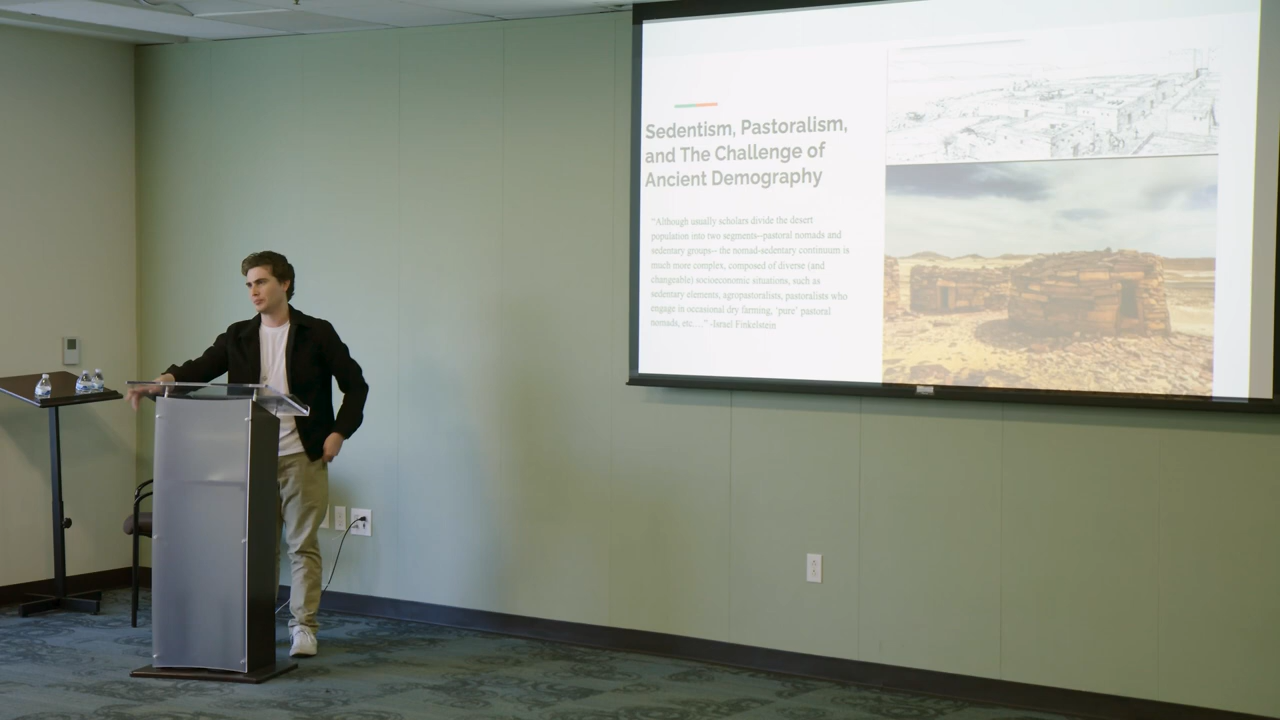 Sedentism, Pastoralism,
and The Challenge of
Ancient Demography
"Although usually scholars divide the desert
population into two segments--pastoral nomads and
sedentary groups-- the nomad-sedentary continuum is
much more complex, composed of diverse (and
changeable) socioeconomic situations, such as
sedentary elements, agropastoralists, pastoralists who
engage in occasional dry farming, 'pure' pastoral
nomads, etc…." -Israel Finkelstein